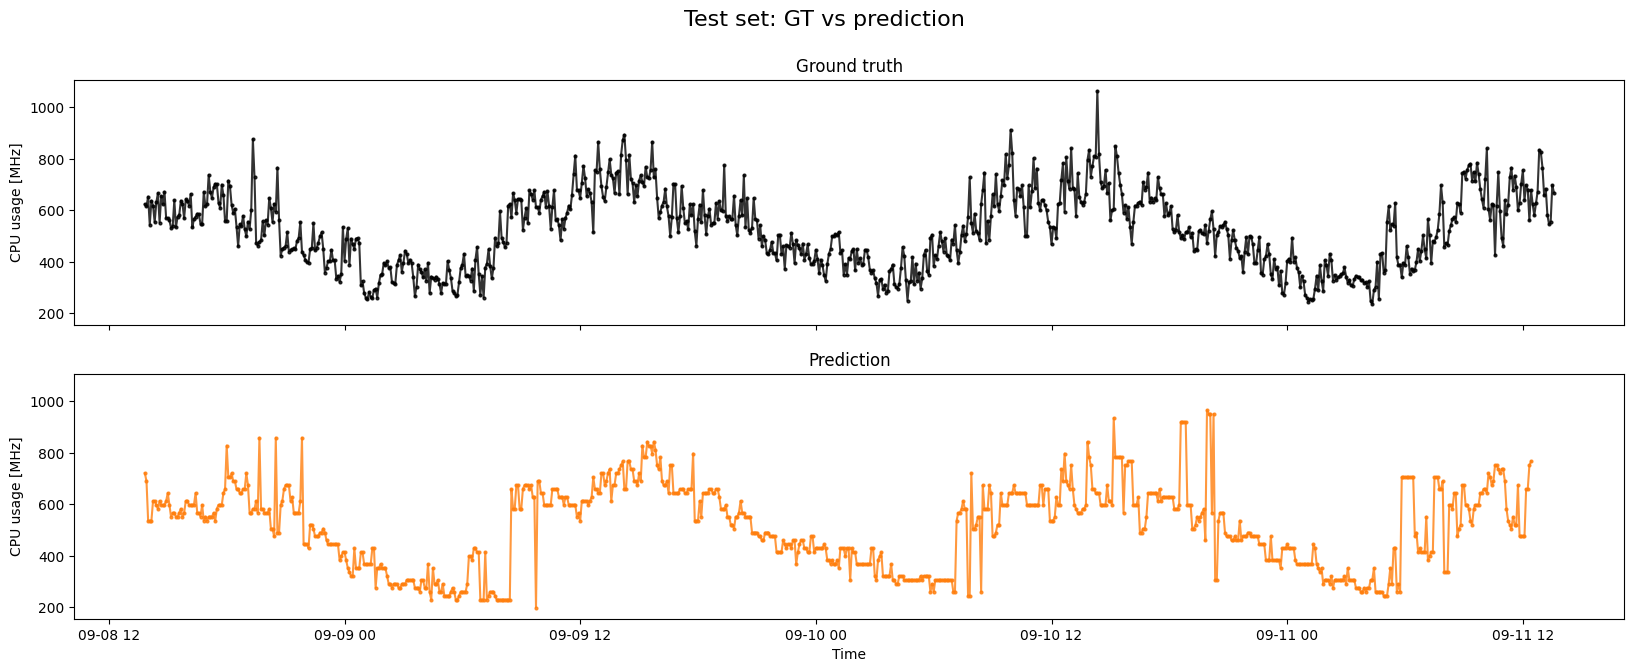 Test set: GT vs prediction
Ground truth
CPU usage [MHz]
1000
800
600
400
200
Prediction
CPU usage [MHz]
1000
800
600
400
200
09-08 12
09-09 00
09-09 12
09-10 00
09-10 12
09-11 00
09-11 12
Time